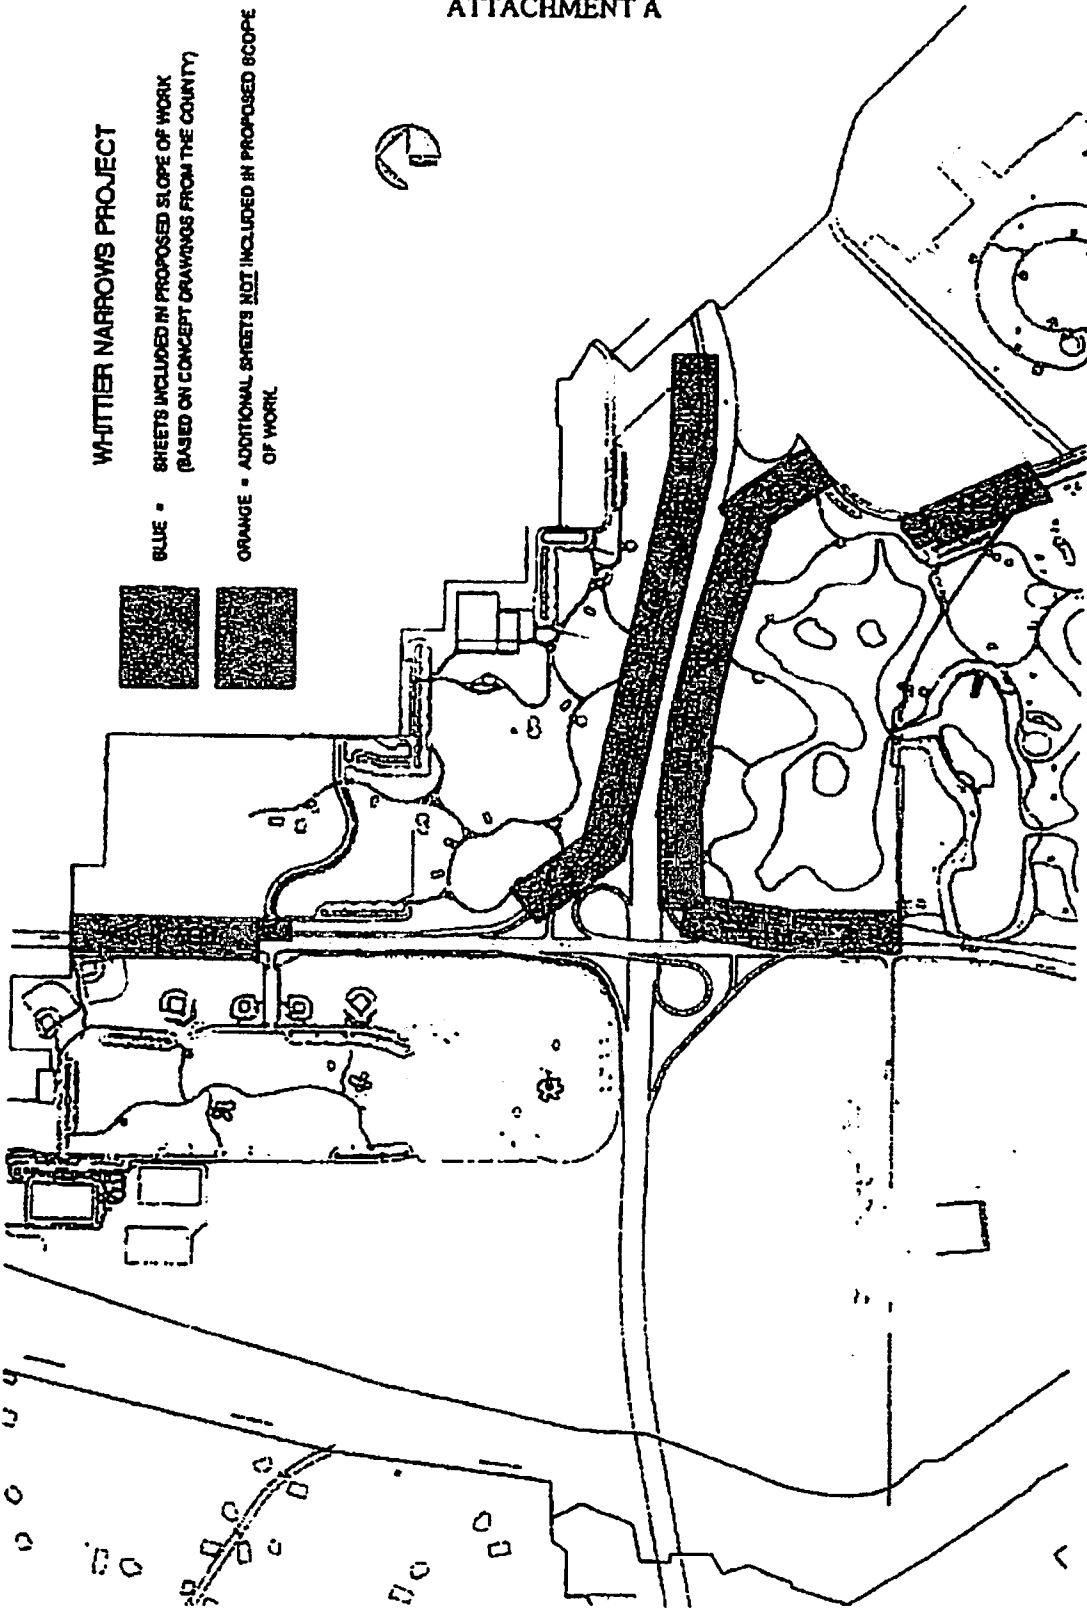 ATTACHMENT A
WHITTIER NARROWS PROJECT
BLUE = SHEETS INCLUDED IN PROPOSED SLOPE OF WORK
(BASED ON CONCEPT DRAWINGS FROM THE COUNTY)
ORANGE = ADDITIONAL SHEETS NOT INCLUDED IN PROPOSED SCOPE
OF WORK.